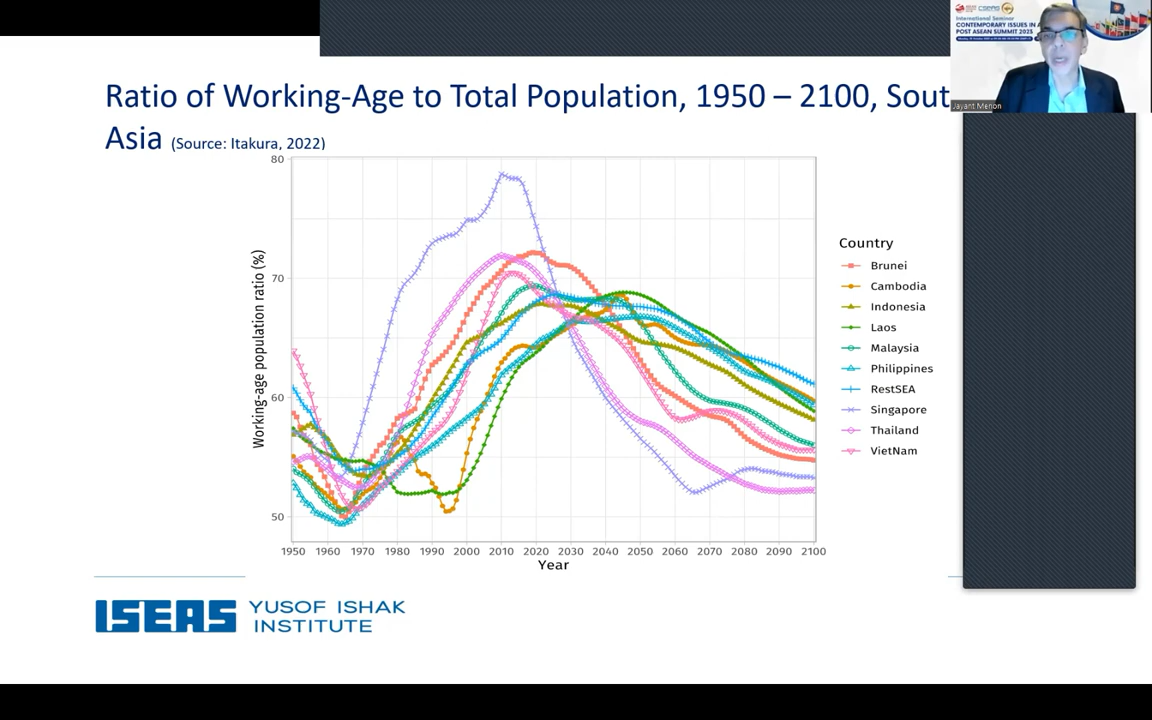 International Seminar
CONTEMPORARY ISSUES IN A
POST ASEAN SUMMIT 2025
Jayant Menon
Ratio of Working-Age to Total Population, 1950 – 2100, Sout
Asia (Source: Itakura, 2022)
80
70
60
50
Working-age population ratio (%)
1950 1960 1970 1980 1990 2000 2010 2020 2030 2040 2050 2060 2070 2080 2090 2100
Year
Country
Brunei
Cambodia
Indonesia
Laos
Malaysia
Philippines
RestSEA
Singapore
Thailand
VietNam
ISEAS YUSOF ISHAK
INSTITUTE